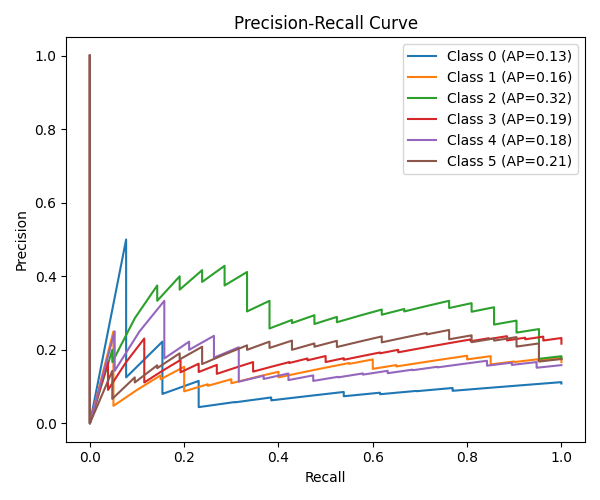 Precision-Recall Curve
Class 0 (AP=0.13)
Class 1 (AP=0.16)
Class 2 (AP=0.32)
Class 3 (AP=0.19)
Class 4 (AP=0.18)
Class 5 (AP=0.21)
Precision
1.0
0.8
0.6
0.4
0.2
0.0
0.0 0.2 0.4 0.6 0.8 1.0
Recall